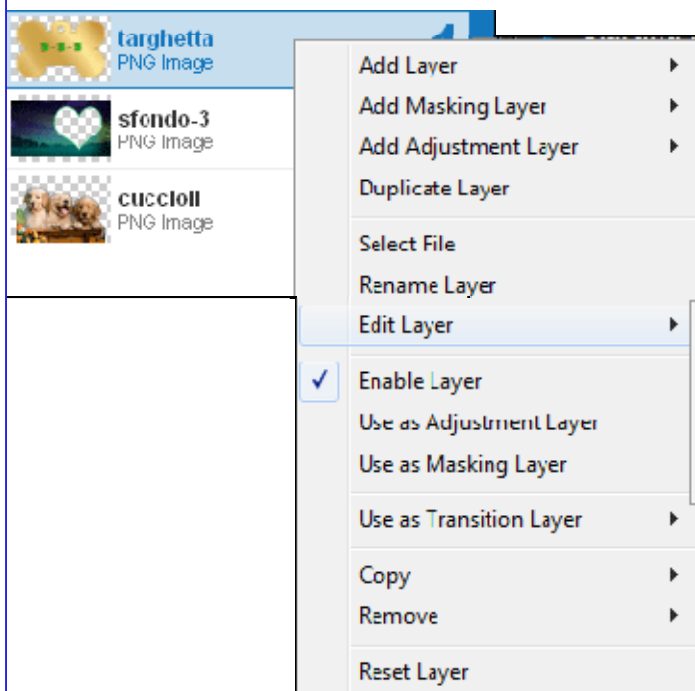 targhetta
PNG Image
sfondo-3
PNG Image
cuccioli
PNG Image
Add Layer
Add Masking Layer
Add Adjustment Layer
Duplicate Layer
Select File
Rename Layer
Edit Layer
Enable Layer
Use as Adjustment Layer
Use as Masking Layer
Use as Transition Layer
Copy
Remove
Reset Layer